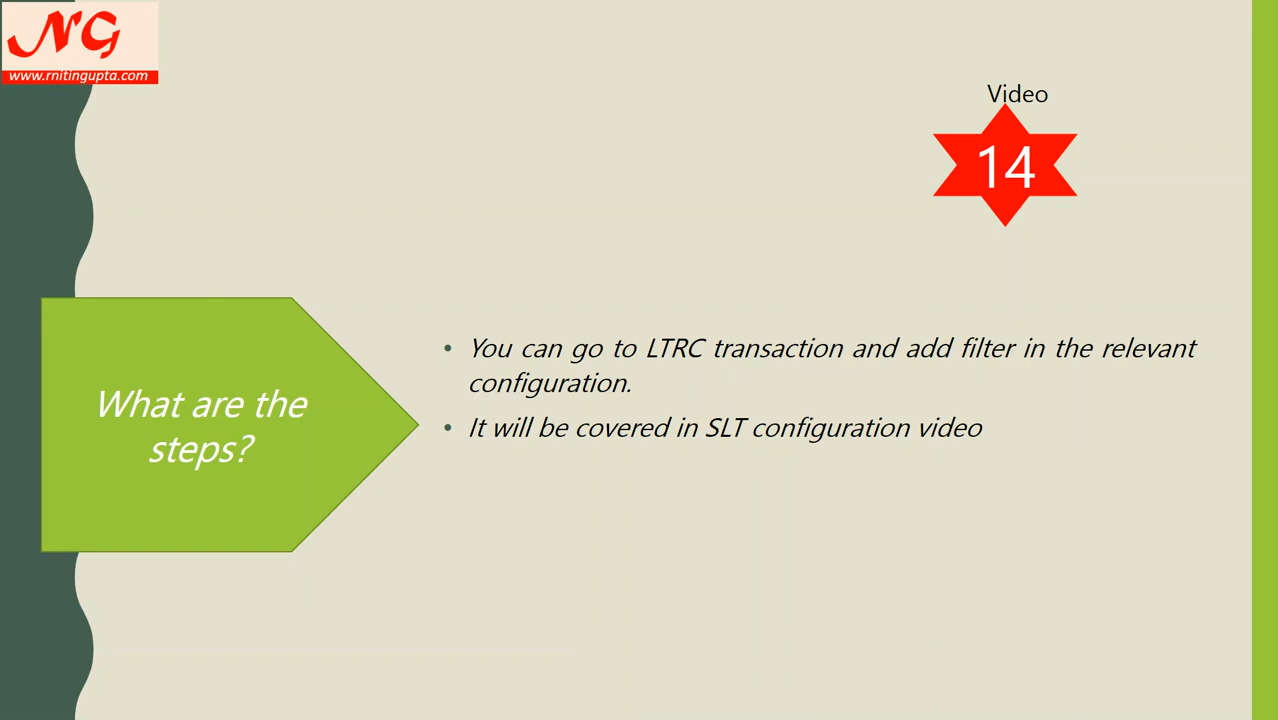 NG
www.rnitingupta.com
Video
14
What are the
steps?
• You can go to LTRC transaction and add filter in the relevant
configuration.
• It will be covered in SLT configuration video